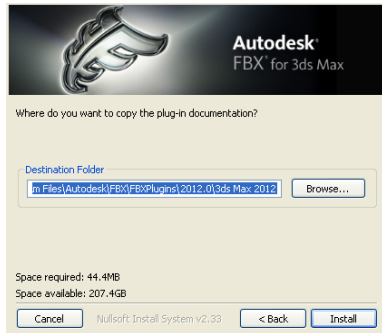 Autodesk®
FBX® for 3ds Max
Where do you want to copy the plug-in documentation?
Destination Folder
m Files\Autodesk\FBX\FBXPlugins\2012.0\3ds Max 2012
Browse...
Space required: 44.4MB
Space available: 207.4GB
Cancel
Nullsoft Install System v2.33
< Back
Install